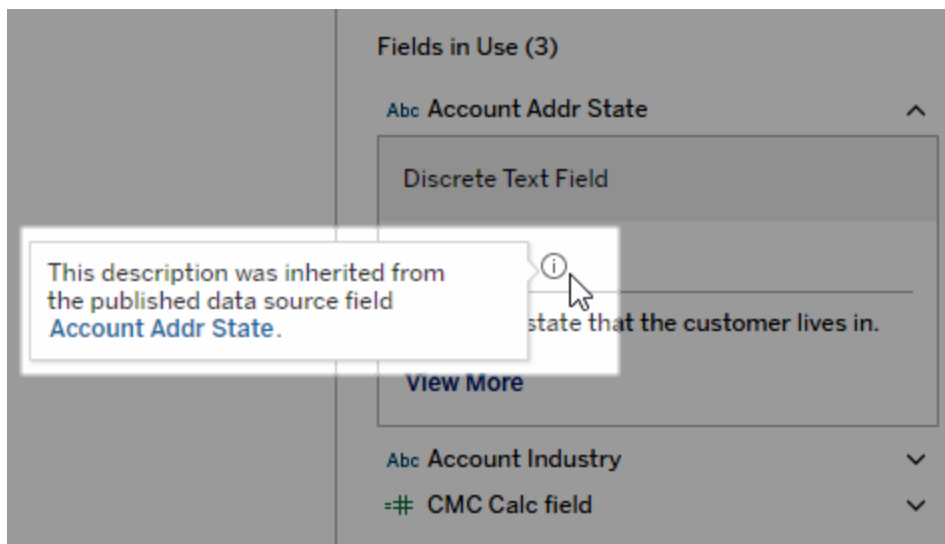 Fields in Use (3)
Abc Account Addr State
Discrete Text Field
This description was inherited from
the published data source field
Account Addr State.
state that the customer lives in.
View More
Abc Account Industry
=# CMC Calc field